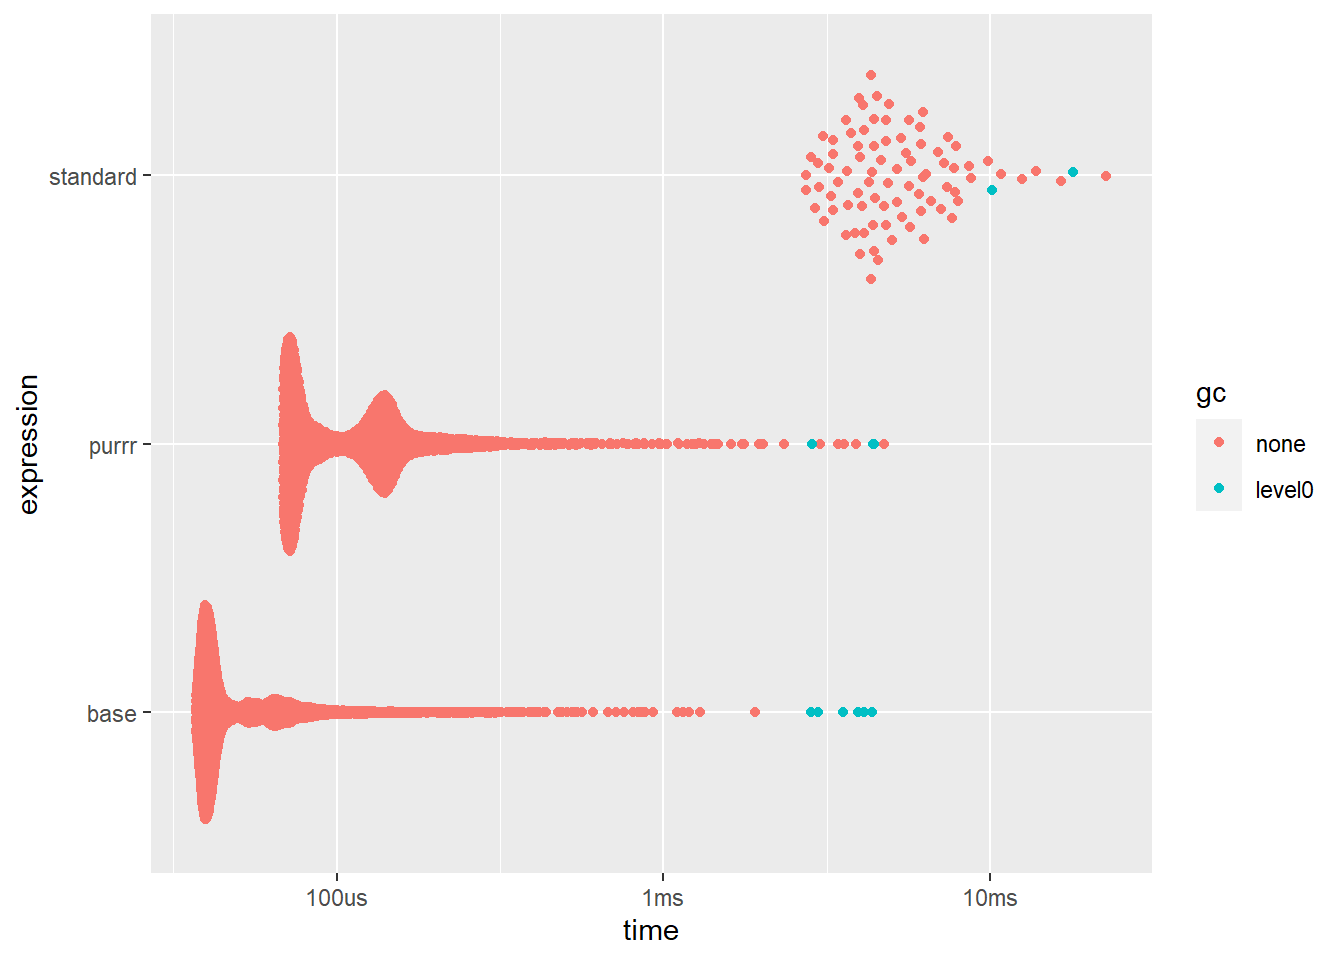 standard
purrr
base
expression
100us
1ms
10ms
time
gc
none
level0